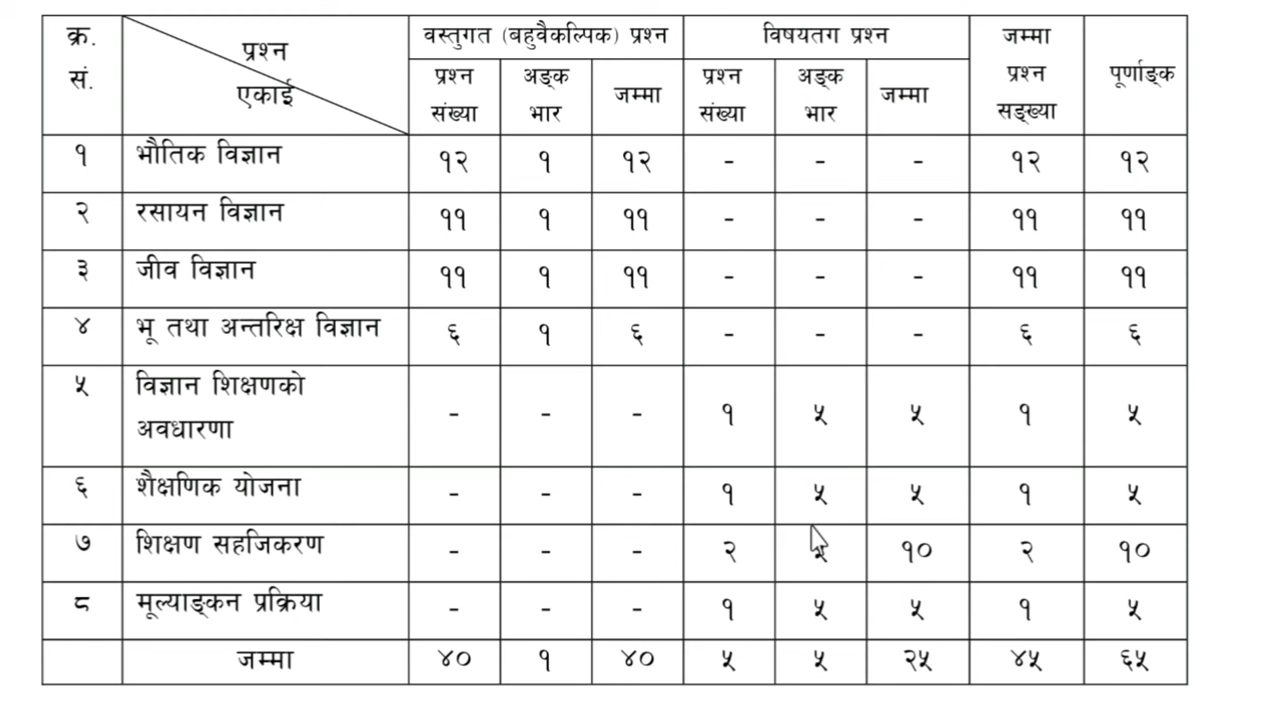 क्र. सं. प्रश्न एकाई वस्तुगत (बहुवैकल्पिक) प्रश्न विषयतग प्रश्न जम्मा प्रश्न सङ्ख्या पूर्णाङ्क
प्रश्न संख्या अङ्क भार जम्मा प्रश्न संख्या अङ्क भार जम्मा
१ भौतिक विज्ञान १२ १ १२ - - - १२ १२
२ रसायन विज्ञान ११ १ ११ - - - ११ ११
३ जीव विज्ञान ११ १ ११ - - - ११ ११
४ भू तथा अन्तरिक्ष विज्ञान ६ १ ६ - - - ६ ६
५ विज्ञान शिक्षणको अवधारणा - - - १ ५ ५ १ ५
६ शैक्षणिक योजना - - - १ ५ ५ १ ५
७ शिक्षण सहजिकरण - - - २ १० २ १०
८ मूल्याङ्कन प्रक्रिया - - - १ ५ ५ १ ५
जम्मा ४० १ ४० ५ ५ २५ ४५ ६५